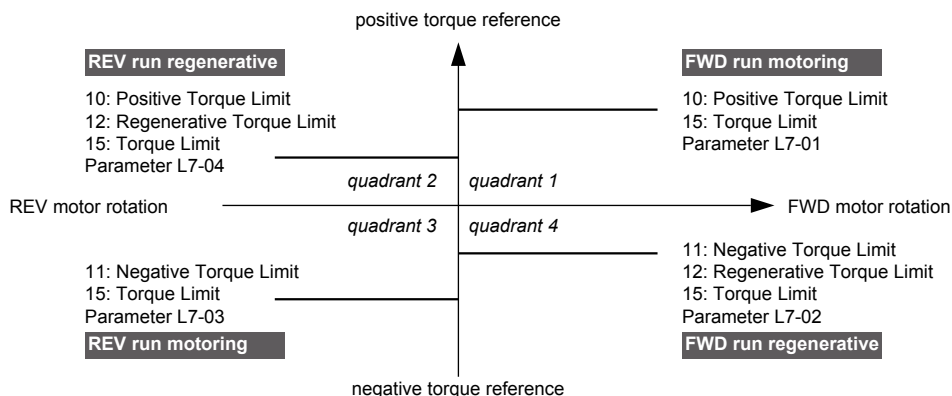 positive torque reference
REV run regenerative
10: Positive Torque Limit
12: Regenerative Torque Limit
15: Torque Limit
Parameter L7-04
FWD run motoring
10: Positive Torque Limit
15: Torque Limit
Parameter L7-01
quadrant 2
quadrant 1
REV motor rotation
FWD motor rotation
quadrant 3
quadrant 4
11: Negative Torque Limit
15: Torque Limit
Parameter L7-03
REV run motoring
11: Negative Torque Limit
12: Regenerative Torque Limit
15: Torque Limit
Parameter L7-02
FWD run regenerative
negative torque reference